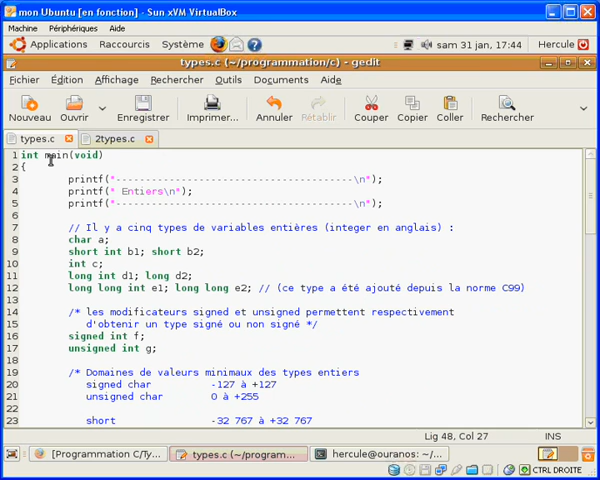 mon Ubuntu [en fonction] - Sun xVM VirtualBox
Machine Périphériques Aide
Applications Raccourcis Système sam 31 jan, 17:44 Hercule
types.c (~/programmation/c) - gedit
Fichier Édition Affichage Rechercher Outils Documents Aide
Nouveau Ouvrir Enregistrer Imprimer... Annuler Rétablir Couper Copier Coller Rechercher
types.c 2types.c
1 int main(void)
2 {
3 printf("---------------------------------------\n");
4 printf(" Entiers\n");
5 printf("---------------------------------------\n");
6
7 // Il y a cinq types de variables entières (integer en anglais) :
8 char a;
9 short int b1; short b2;
10 int c;
11 long int d1; long d2;
12 long long int e1; long long e2; // (ce type a été ajouté depuis la norme C99)
13
14 /* les modificateurs signed et unsigned permettent respectivement
15 d'obtenir un type signé ou non signé */
16 signed int f;
17 unsigned int g;
18
19 /* Domaines de valeurs minimaux des types entiers
20 signed char -127 à +127
21 unsigned char 0 à +255
22
23 short -32 767 à +32 767
Lig 48, Col 27 INS
[Programmation C/Ty... types.c (~/program... hercule@ouranos: ~/...
CTRL DROITE